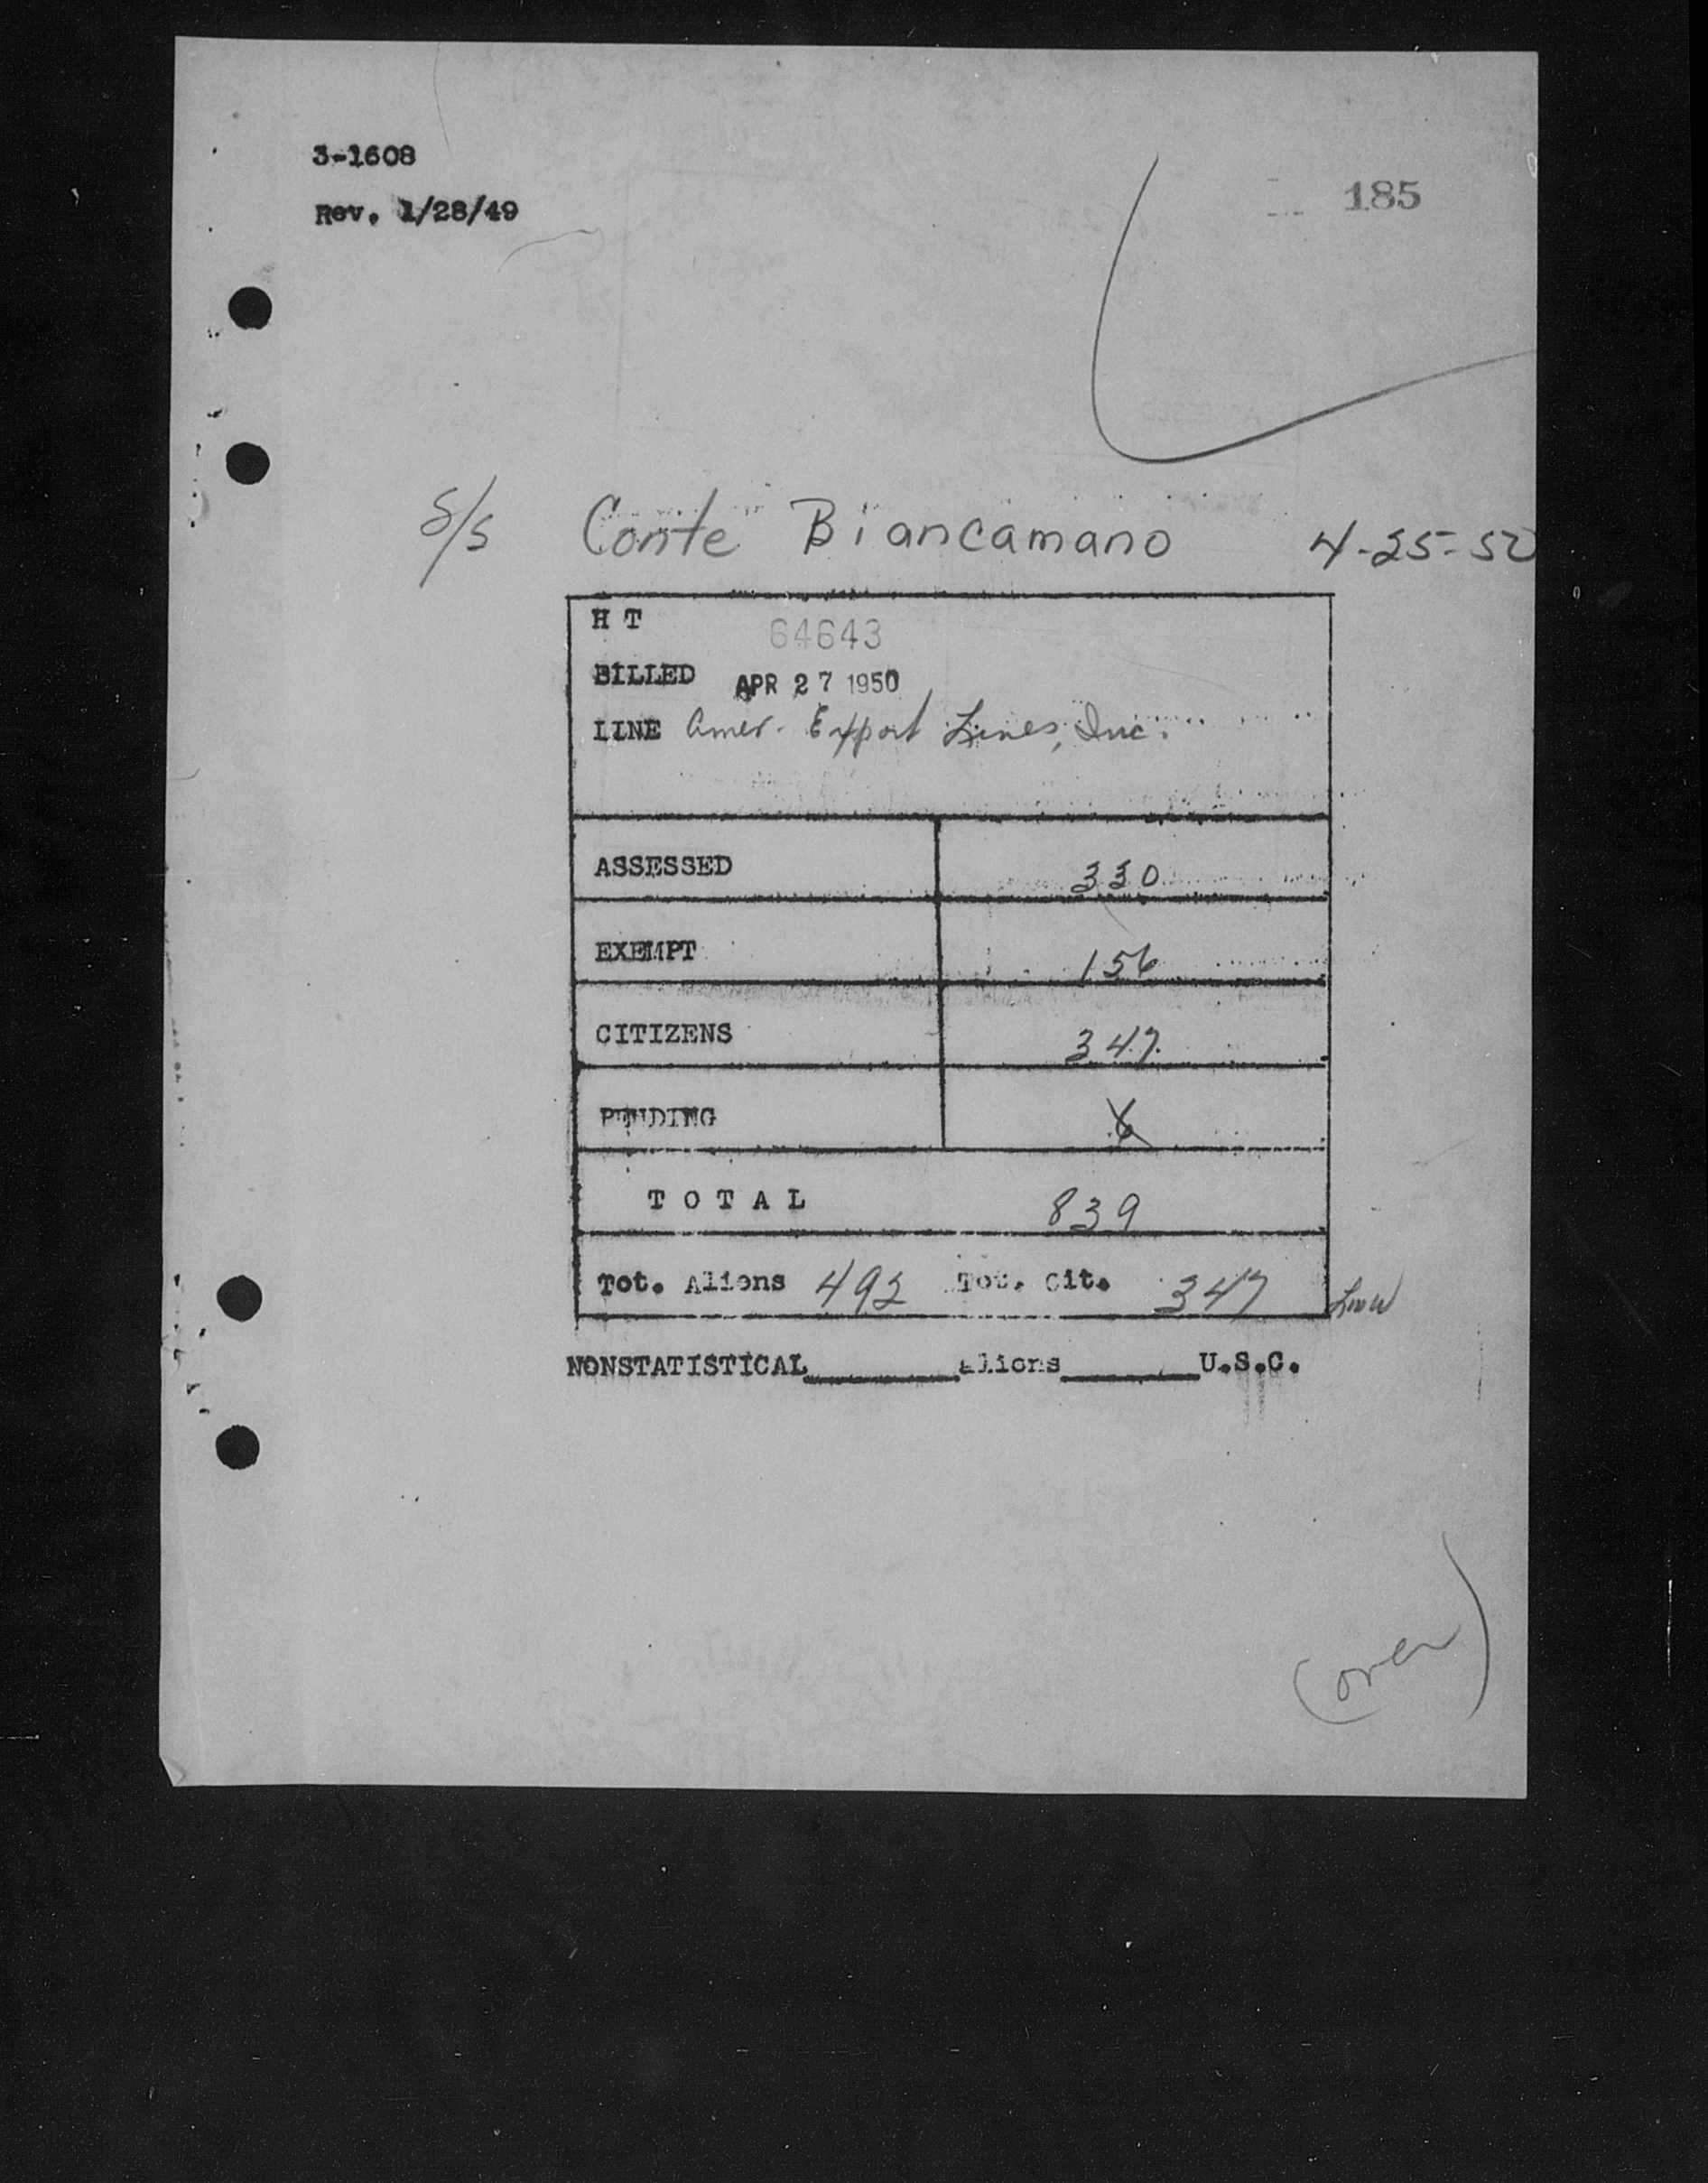 3-1608
185
Rev. 1/28/49
S/S Conte Biancamano 4-25-50
H T 64643
BILLED APR 27 1950
LINE Amer. Export Lines, Inc.
ASSESSED 330
EXEMPT 156
CITIZENS 347
PENDING 6
TOTAL 839
Tot. Aliens 492 Tot. Cit. 347
NONSTATISTICAL Aliens U.S.C.
(over)